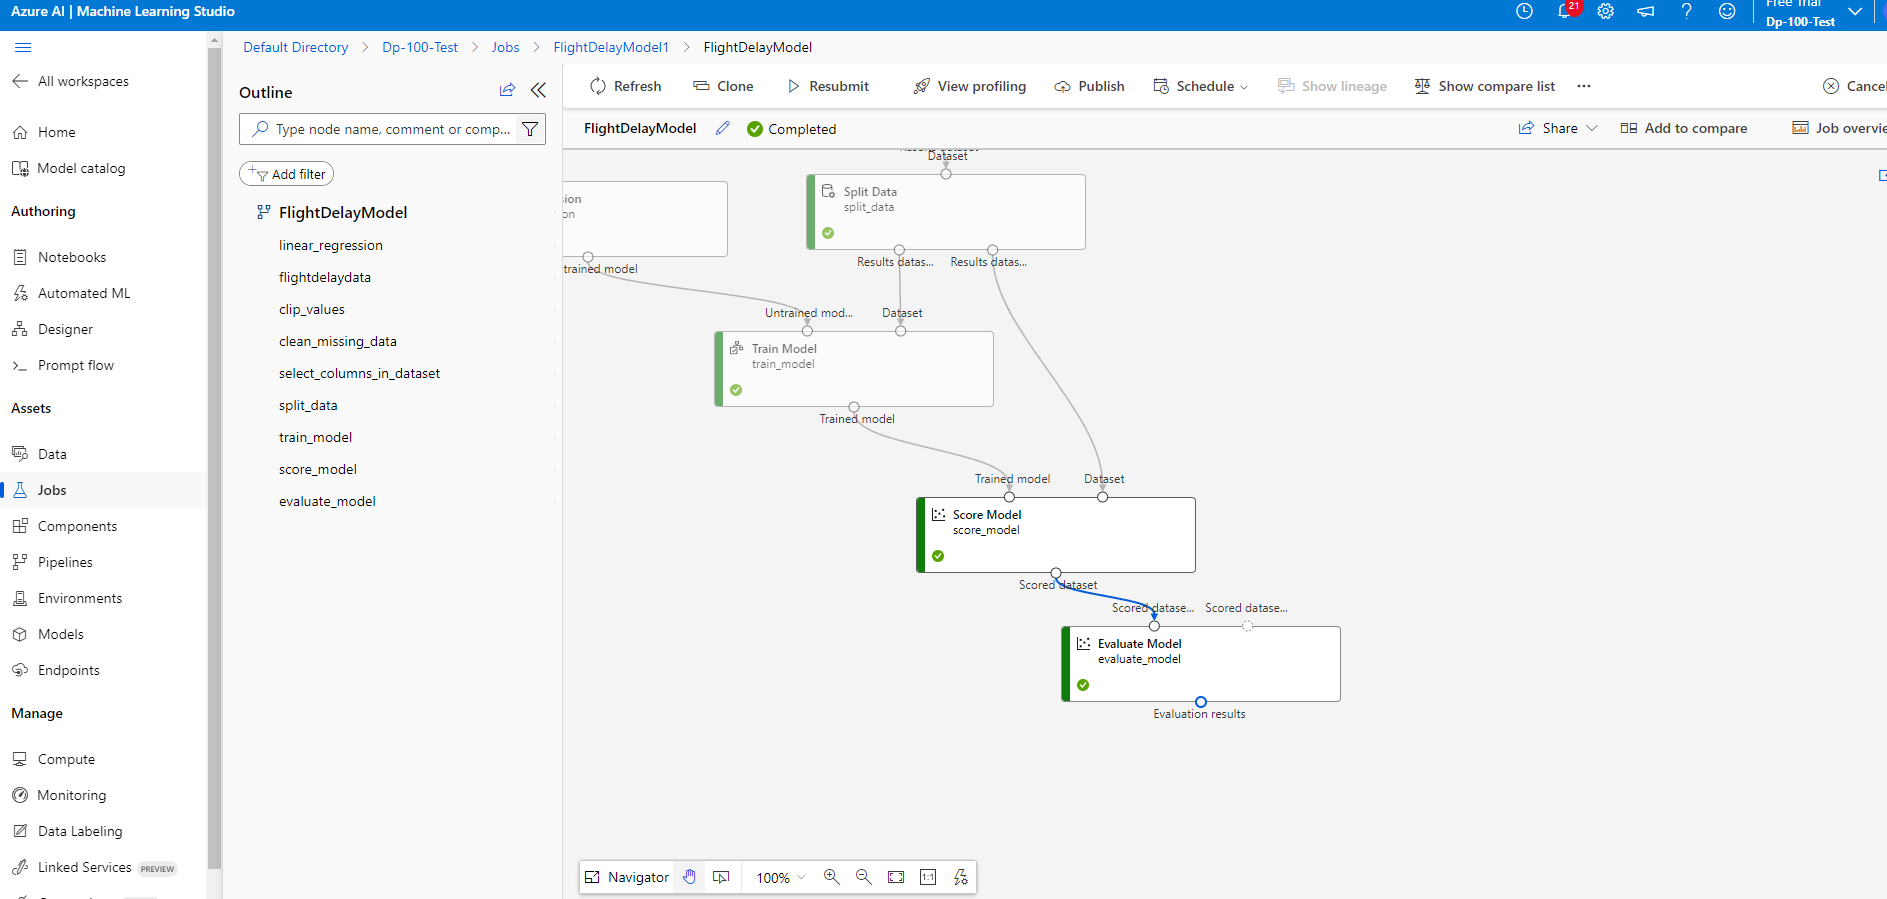 Azure AI | Machine Learning Studio
21
Free Trial
Dp-100-Test
All workspaces
Home
Model catalog
Authoring
Notebooks
Automated ML
Designer
Prompt flow
Assets
Data
Jobs
Components
Pipelines
Environments
Models
Endpoints
Manage
Compute
Monitoring
Data Labeling
Linked Services PREVIEW
Default Directory > Dp-100-Test > Jobs > FlightDelayModel1 > FlightDelayModel
Outline
Type node name, comment or comp...
Add filter
FlightDelayModel
linear_regression
flightdelaydata
clip_values
clean_missing_data
select_columns_in_dataset
split_data
train_model
score_model
evaluate_model
Refresh Clone Resubmit View profiling Publish Schedule Show lineage Show compare list ... Cancel
FlightDelayModel Completed Share Add to compare Job overvie
Dataset
sion
on
trained model
Split Data
split_data
Results datas... Results datas...
Untrained mod... Dataset
Train Model
train_model
Trained model
Trained model Dataset
Score Model
score_model
Scored dataset
Scored datase... Scored datase...
Evaluate Model
evaluate_model
Evaluation results
Navigator 100% 1:1